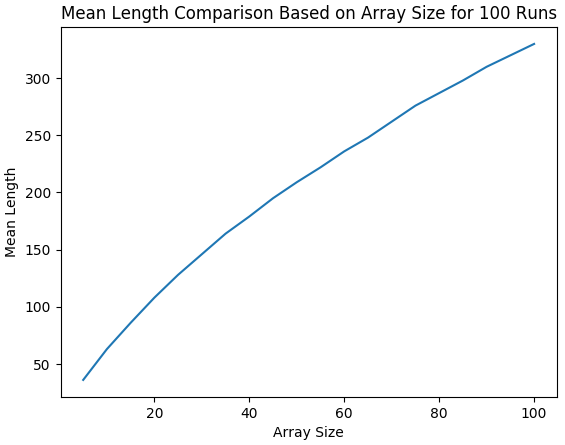 Mean Length Comparison Based on Array Size for 100 Runs
300
250
200
150
100
50
Mean Length
20 40 60 80 100
Array Size